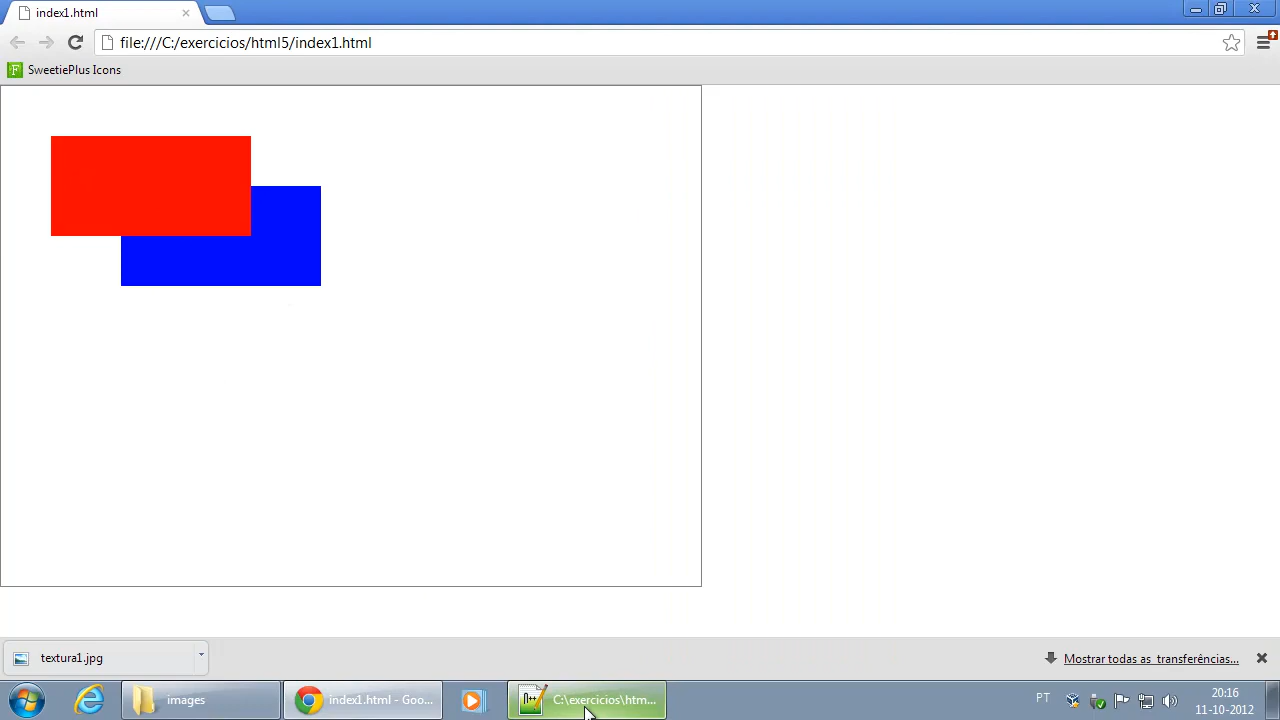 index1.html
file:///C:/exercicios/html5/index1.html
SweetiePlus Icons
textura1.jpg
Mostrar todas as transferências...
images
index1.html - Goo...
C:\exercicios\htm...
PT
20:16
11-10-2012